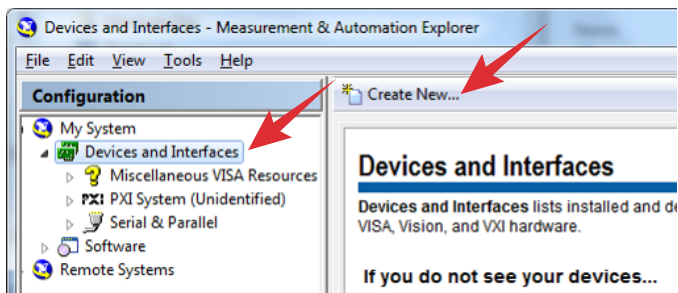 Devices and Interfaces - Measurement & Automation Explorer
File Edit View Tools Help
Configuration
Create New...
My System
Devices and Interfaces
Miscellaneous VISA Resources
PXI PXI System (Unidentified)
Serial & Parallel
Software
Remote Systems
Devices and Interfaces
Devices and Interfaces lists installed and
VISA, Vision, and VXI hardware.
If you do not see your devices...